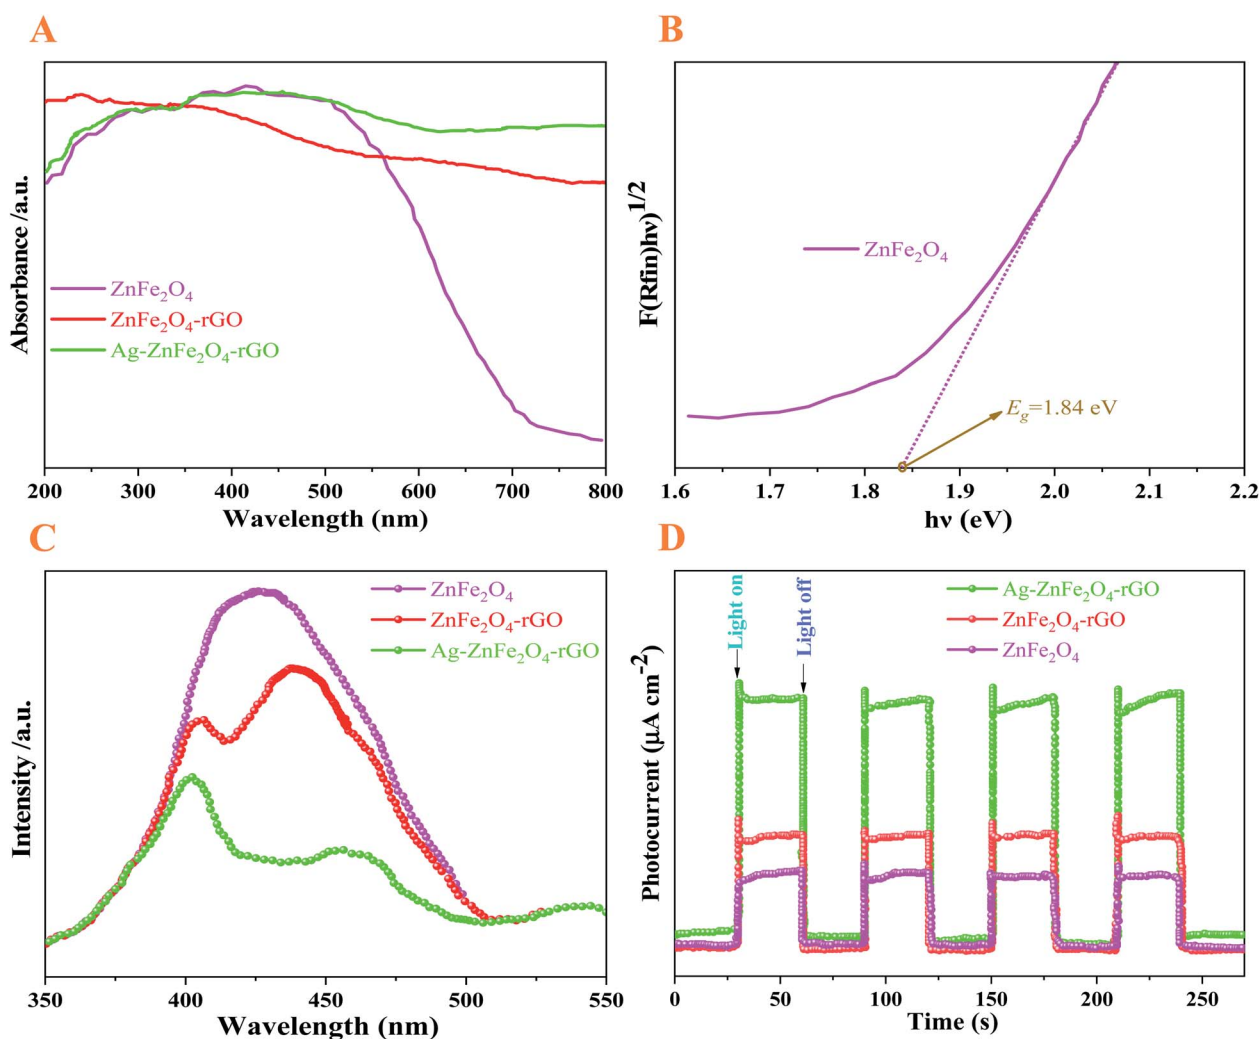 A
Absorbance /a.u.
ZnFe₂O₄
ZnFe₂O₄-rGO
Ag-ZnFe₂O₄-rGO
200 300 400 500 600 700 800
Wavelength (nm)
B
F(Rfin)hν)¹/²
ZnFe₂O₄
E_g=1.84 eV
1.6 1.7 1.8 1.9 2.0 2.1 2.2
hν (eV)
C
Intensity /a.u.
ZnFe₂O₄
ZnFe₂O₄-rGO
Ag-ZnFe₂O₄-rGO
350 400 450 500 550
Wavelength (nm)
D
Photocurrent (μA cm⁻²)
Light on
Light off
Ag-ZnFe₂O₄-rGO
ZnFe₂O₄-rGO
ZnFe₂O₄
0 50 100 150 200 250
Time (s)